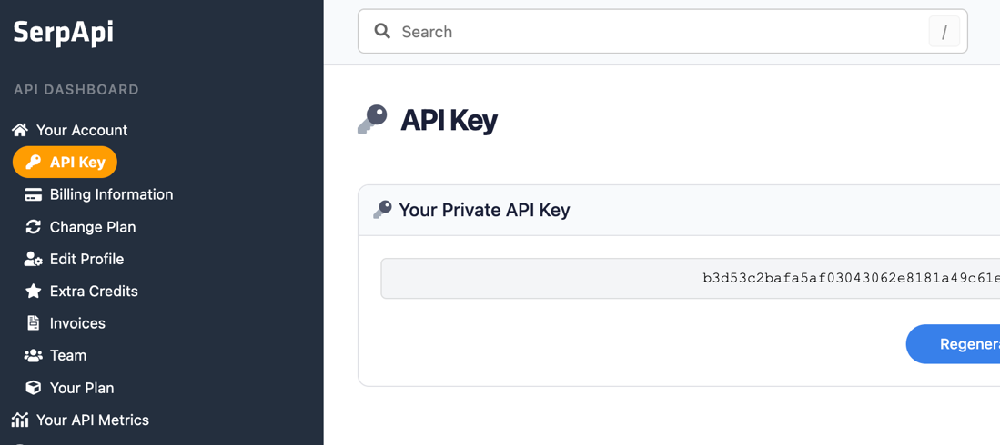 SerpApi
Search
/
API DASHBOARD
Your Account
API Key
Billing Information
Change Plan
Edit Profile
Extra Credits
Invoices
Team
Your Plan
Your API Metrics
API Key
Your Private API Key
b3d53c2bafa5af03043062e8181a49c61e
Regenera